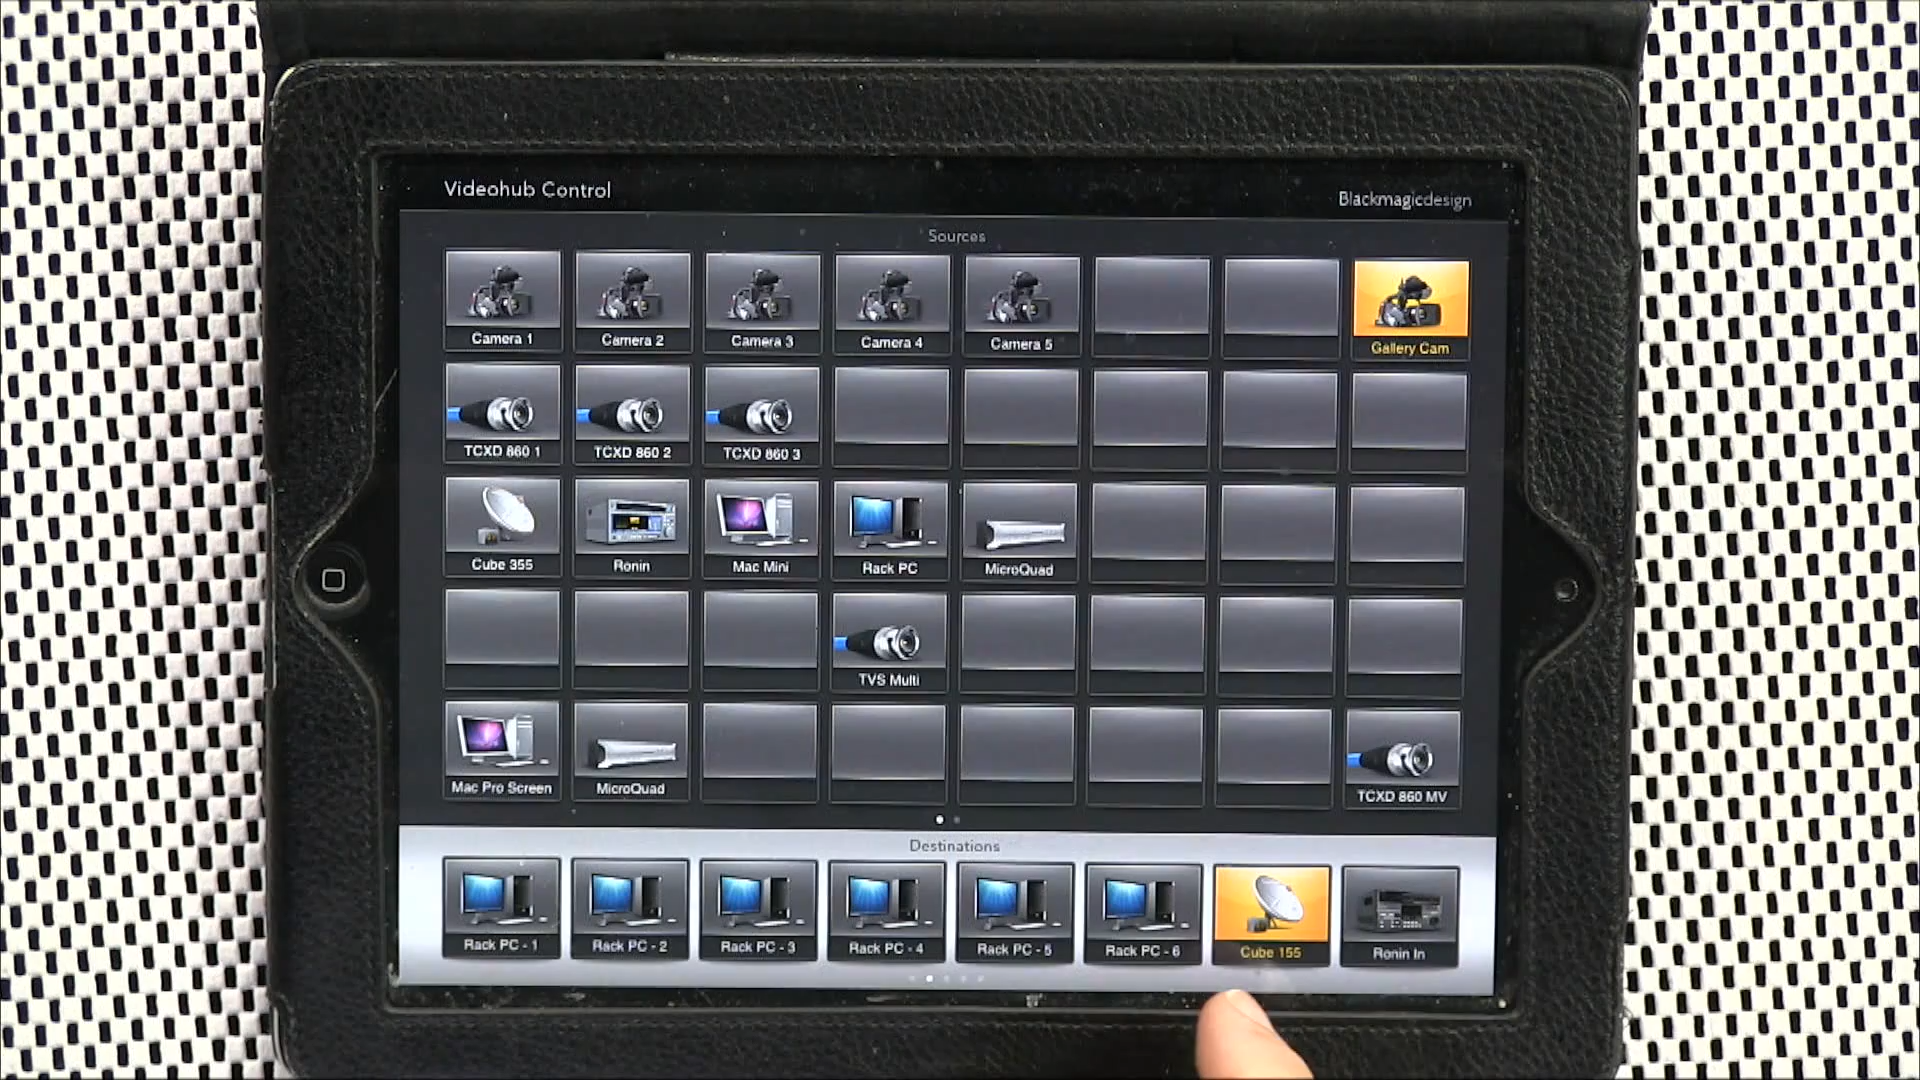 Videohub Control
Blackmagicdesign
Sources
Camera 1
Camera 2
Camera 3
Camera 4
Camera 5
Gallery Cam
TCXD 860 1
TCXD 860 2
TCXD 860 3
Cube 355
Ronin
Mac Mini
Rack PC
MicroQuad
TVS Multi
Mac Pro Screen
MicroQuad
TCXD 860 MV
Destinations
Rack PC - 1
Rack PC - 2
Rack PC - 3
Rack PC - 4
Rack PC - 5
Rack PC - 6
Cube 155
Ronin In